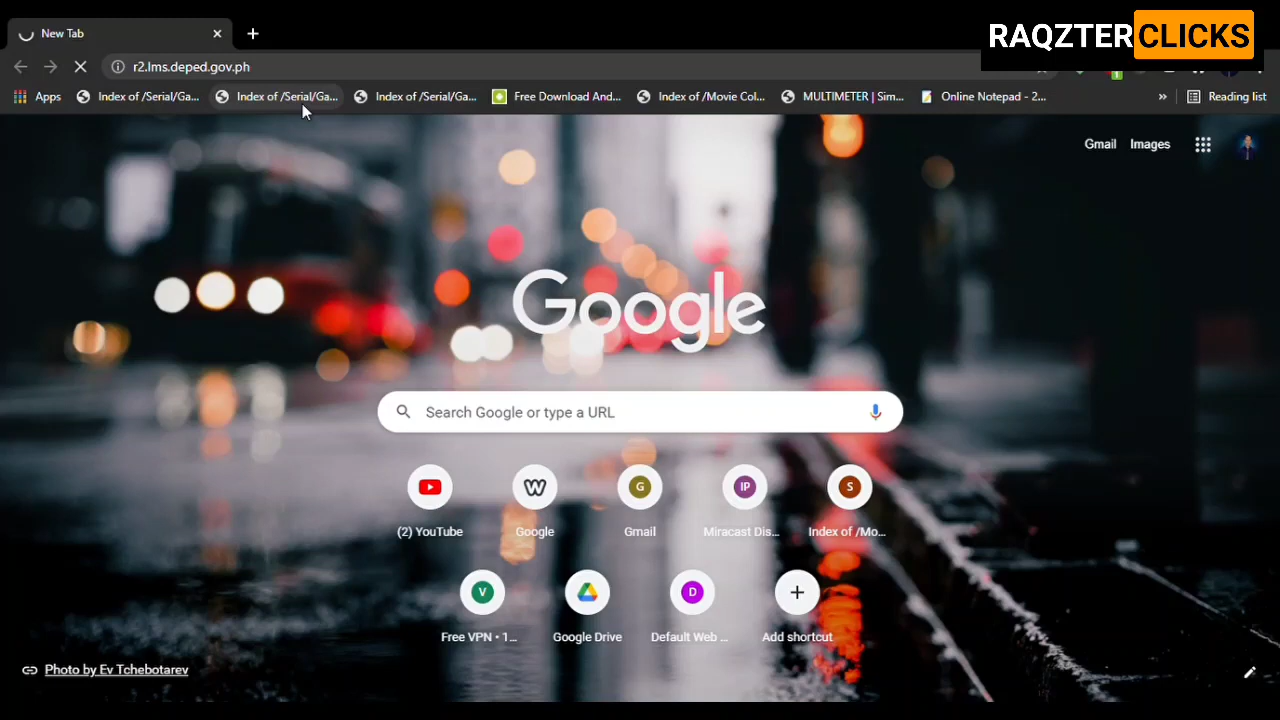 New Tab
RAQZTER CLICKS
r2.lms.deped.gov.ph
Apps Index of /Serial/Ga... Index of /Serial/Ga... Index of /Serial/Ga... Free Download And... Index of /Movie Col... MULTIMETER | Sim... Online Notepad - 2... » Reading list
Gmail Images
Google
Search Google or type a URL
(2) YouTube Google Gmail Miracast Dis... Index of /Mo...
Free VPN • 1... Google Drive Default Web ... Add shortcut
Photo by Ev Tchebotarev